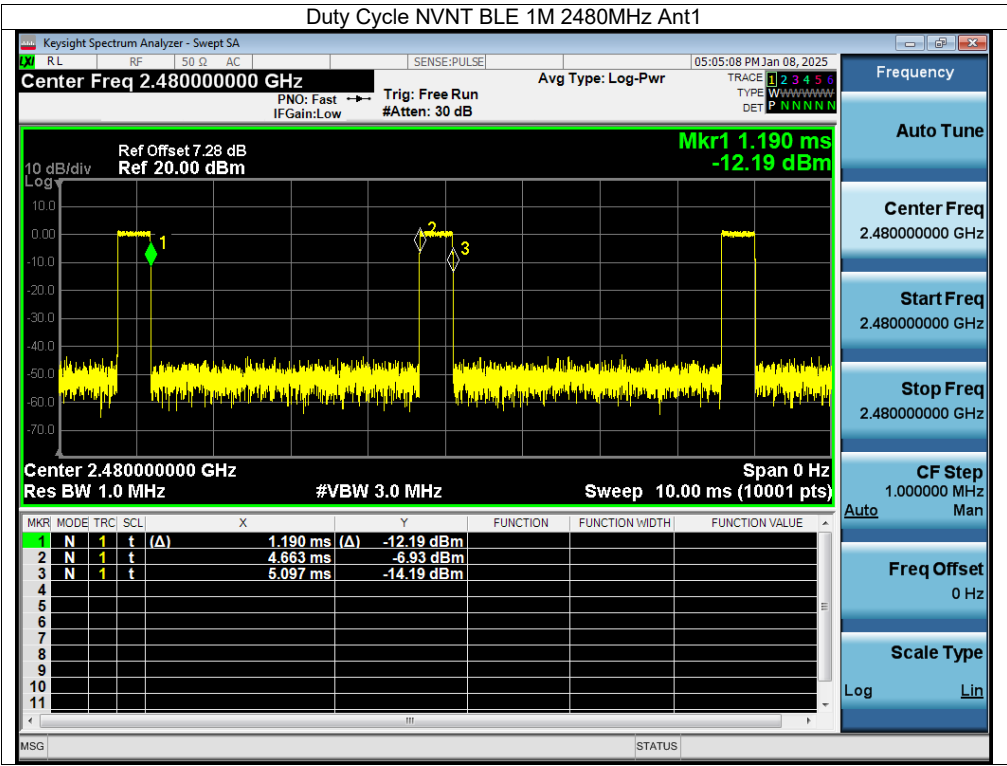 Duty Cycle NVNT BLE 1M 2480MHz Ant1
Keysight Spectrum Analyzer - Swept SA
LXI RL RF 50 Ω AC SENSE:PULSE 05:05:08 PM Jan 08, 2025
Center Freq 2.480000000 GHz Avg Type: Log-Pwr TRACE 1 2 3 4 5 6
PNO: Fast Trig: Free Run TYPE W W W W W W
IFGain:Low #Atten: 30 dB DET P N N N N N
Mkr1 1.190 ms
-12.19 dBm
Ref Offset 7.28 dB
10 dB/div Ref 20.00 dBm
Log
10.0
0.00
-10.0
-20.0
-30.0
-40.0
-50.0
-60.0
-70.0
1
2
3
Center 2.480000000 GHz Span 0 Hz
Res BW 1.0 MHz #VBW 3.0 MHz Sweep 10.00 ms (10001 pts)
MKR MODE TRC SCL X Y FUNCTION FUNCTION WIDTH FUNCTION VALUE
1 N 1 t (Δ) 1.190 ms (Δ) -12.19 dBm
2 N 1 t 4.663 ms -6.93 dBm
3 N 1 t 5.097 ms -14.19 dBm
4
5
6
7
8
9
10
11
MSG STATUS
Frequency
Auto Tune
Center Freq
2.480000000 GHz
Start Freq
2.480000000 GHz
Stop Freq
2.480000000 GHz
CF Step
1.000000 MHz
Auto Man
Freq Offset
0 Hz
Scale Type
Log Lin